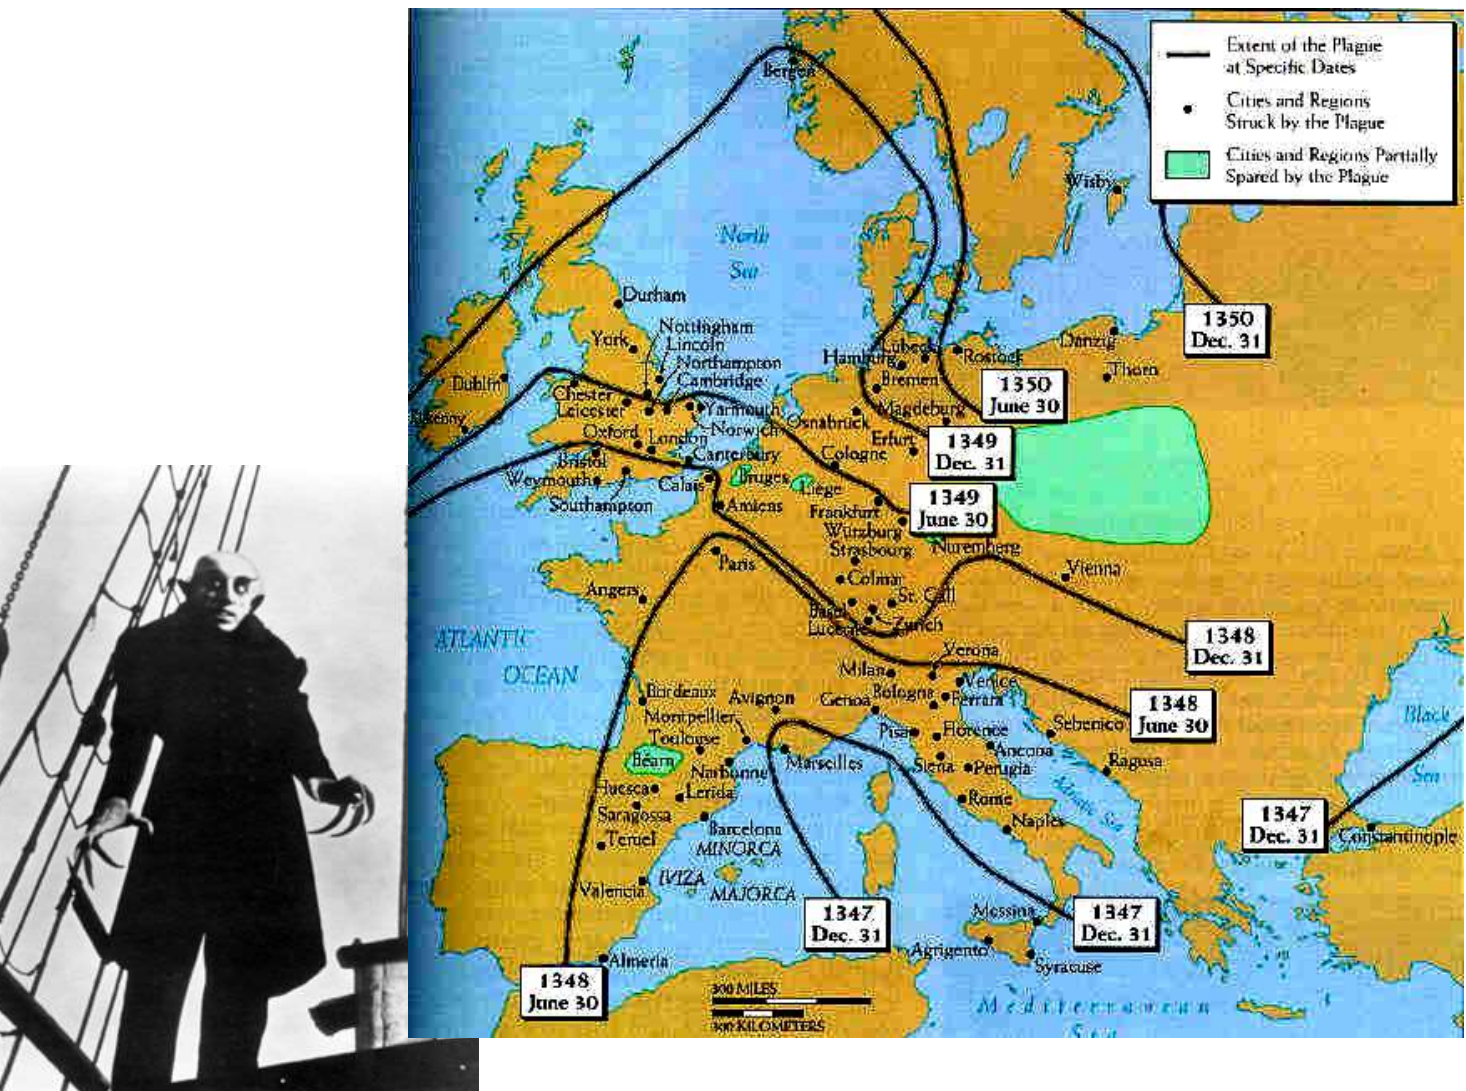 Extent of the Plague
at Specific Dates
Cities and Regions
Struck by the Plague
Cities and Regions Partially
Spared by the Plague
Bergen
Wisby
North
Sea
Durham
York
Nottingham
Lincoln
Northampton
Cambridge
Dublin
Chester
Leicester
Yarmouth
Norwich
Oxford
London
Canterbury
Bristol
Weymouth
Southampton
Calais
Bruges
Liège
Amiens
Hamburg
Lübeck
Rostock
Danzig
Thorn
Bremen
Magdeburg
Osnabrück
Erfurt
Cologne
Frankfurt
Würzburg
Strasbourg
Nuremberg
1350
Dec. 31
1350
June 30
1349
Dec. 31
1349
June 30
Paris
Angers
Colmar
Vienna
St. Gall
Basel
Lucerne
Zurich
ATLANTIC
OCEAN
1348
Dec. 31
Milan
Verona
Venice
Genoa
Bologna
Ferrara
1348
June 30
Bordeaux
Avignon
Montpellier
Toulouse
Béarn
Narbonne
Marseilles
Pisa
Florence
Sebenico
Ancona
Siena
Perugia
Ragusa
Black
Sea
Huesca
Lerida
Saragossa
Teruel
Barcelona
MINORCA
Rome
Naples
Adriatic Sea
1347
Dec. 31
Constantinople
Valencia
IVIZA
MAJORCA
1347
Dec. 31
Messina
1347
Dec. 31
Agrigento
Syracuse
Almeria
1348
June 30
300 MILES
300 KILOMETERS
Mediterranean
Sea